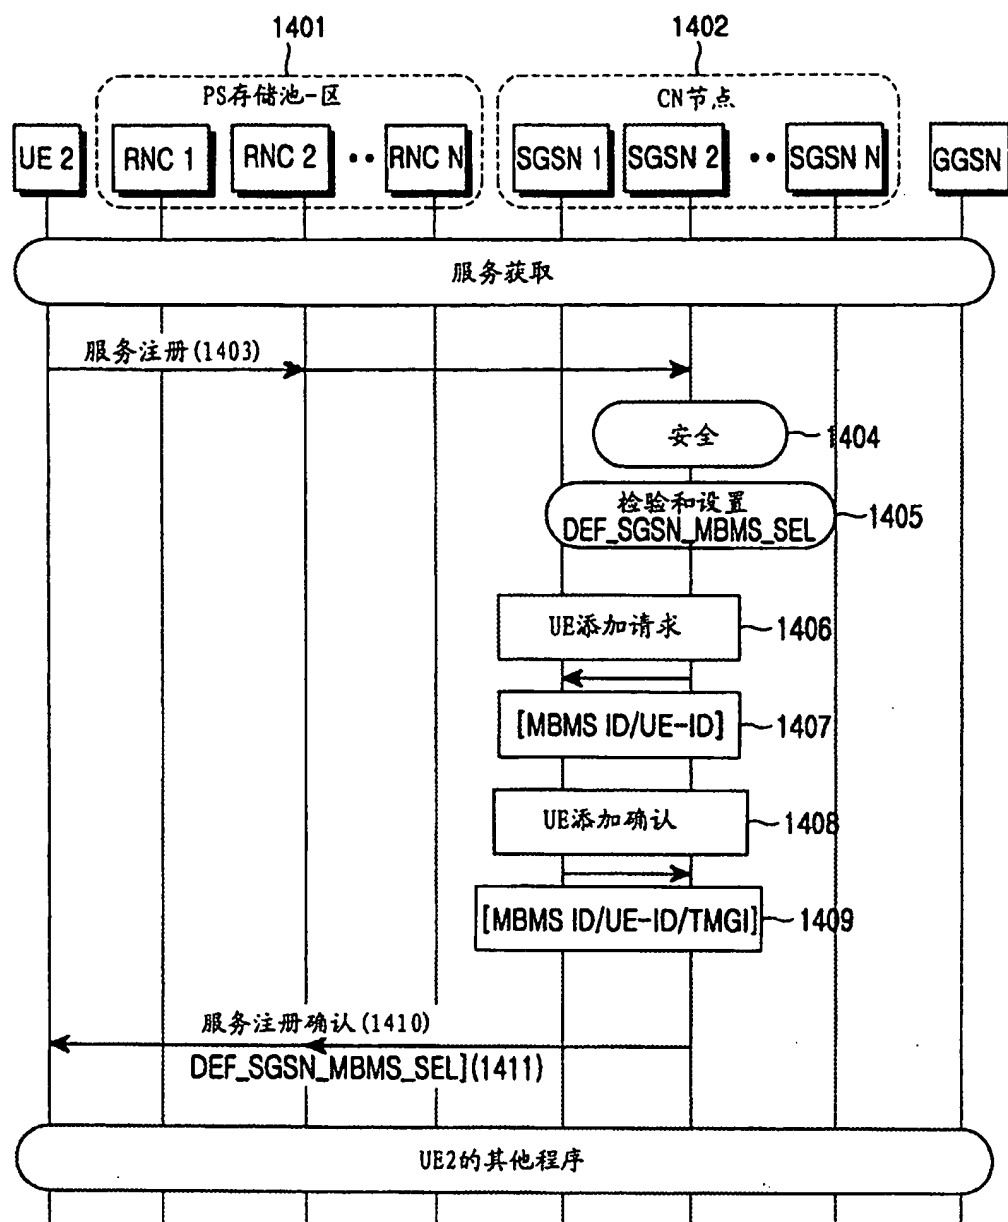 1401
1402
PS存储池-区
CN节点
UE 2
RNC 1
RNC 2
••
RNC N
SGSN 1
SGSN 2
••
SGSN N
GGSN
服务获取
服务注册(1403)
安全
1404
检验和设置
DEF_SGSN_MBMS_SEL
1405
UE添加请求
1406
[MBMS ID/UE-ID]
1407
UE添加确认
1408
[MBMS ID/UE-ID/TMGI]
1409
服务注册确认(1410)
DEF_SGSN_MBMS_SEL](1411)
UE2的其他程序